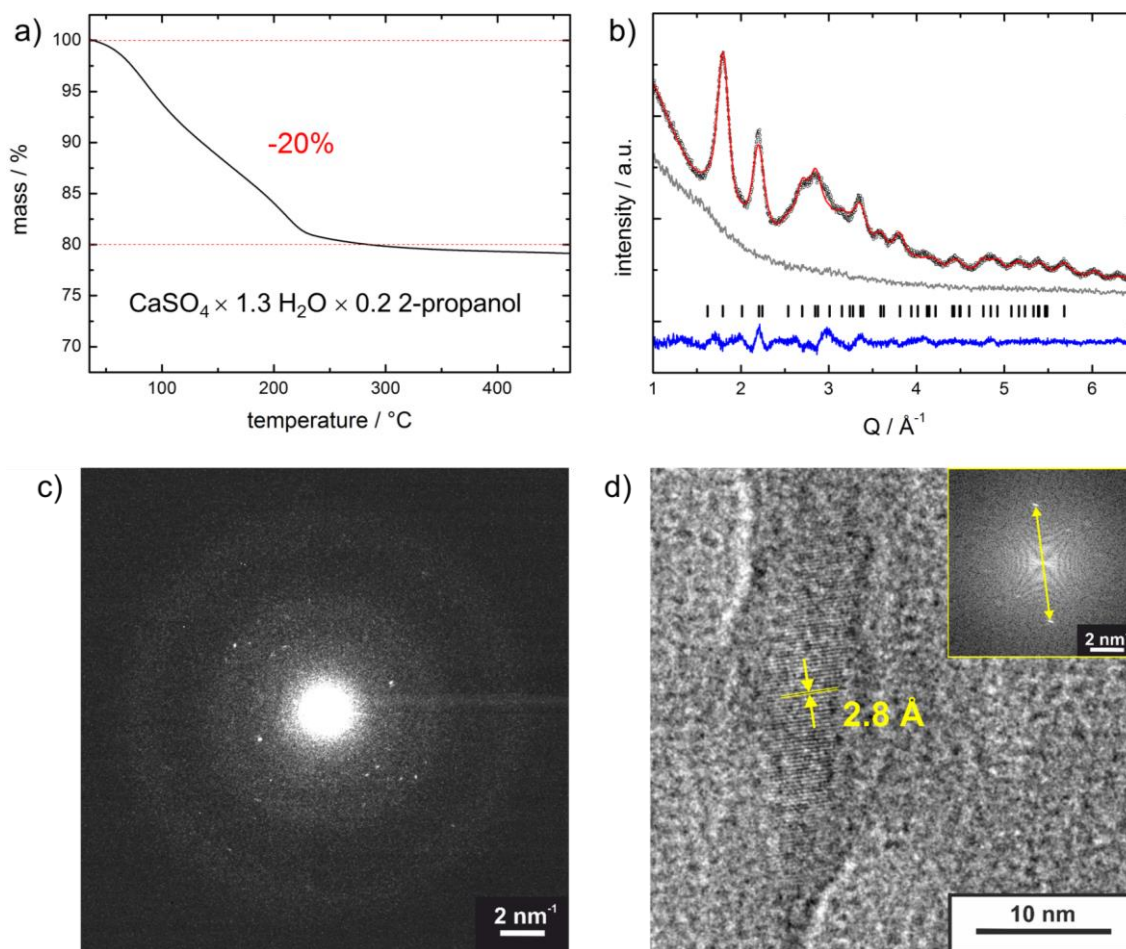 a)
100
95
90
85
80
75
70
mass / %
-20%
CaSO₄ × 1.3 H₂O × 0.2 2-propanol
100
200
300
400
temperature / °C
b)
intensity / a.u.
1
2
3
4
5
6
Q / Å⁻¹
c)
2 nm⁻¹
d)
2 nm⁻¹
2.8 Å
10 nm